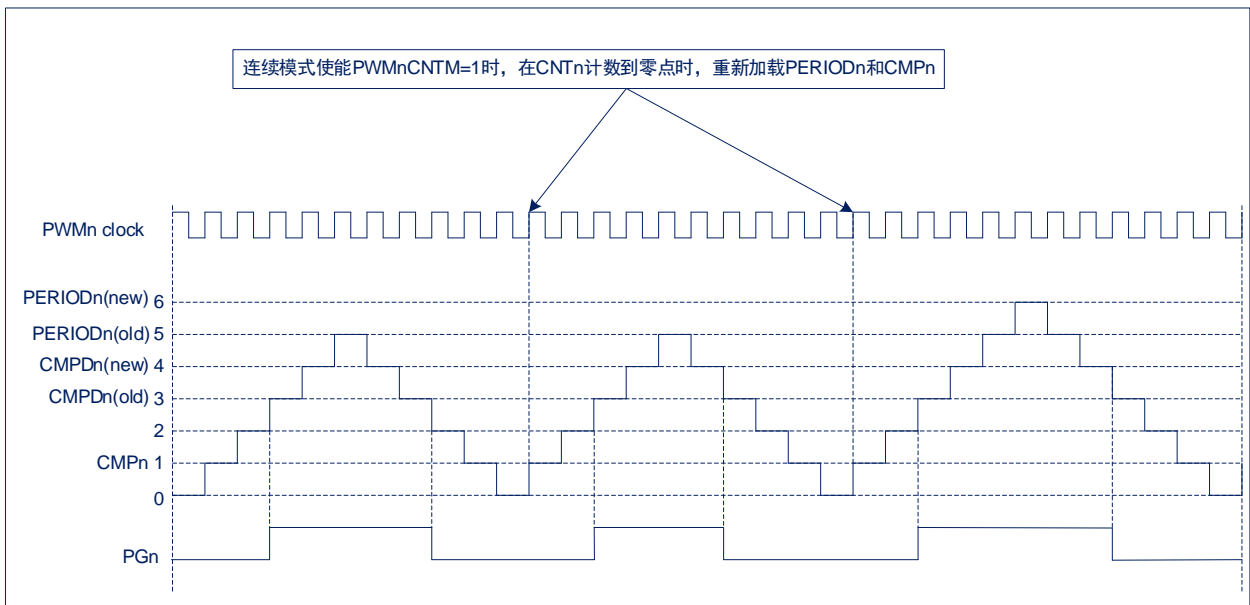 连续模式使能PWMnCNTM=1时，在CNTn计数到零点时，重新加载PERIODn和CMPn
PWMn clock
PERIODn(new) 6
PERIODn(old) 5
CMPDn(new) 4
CMPDn(old) 3
2
CMPn 1
0
PGn